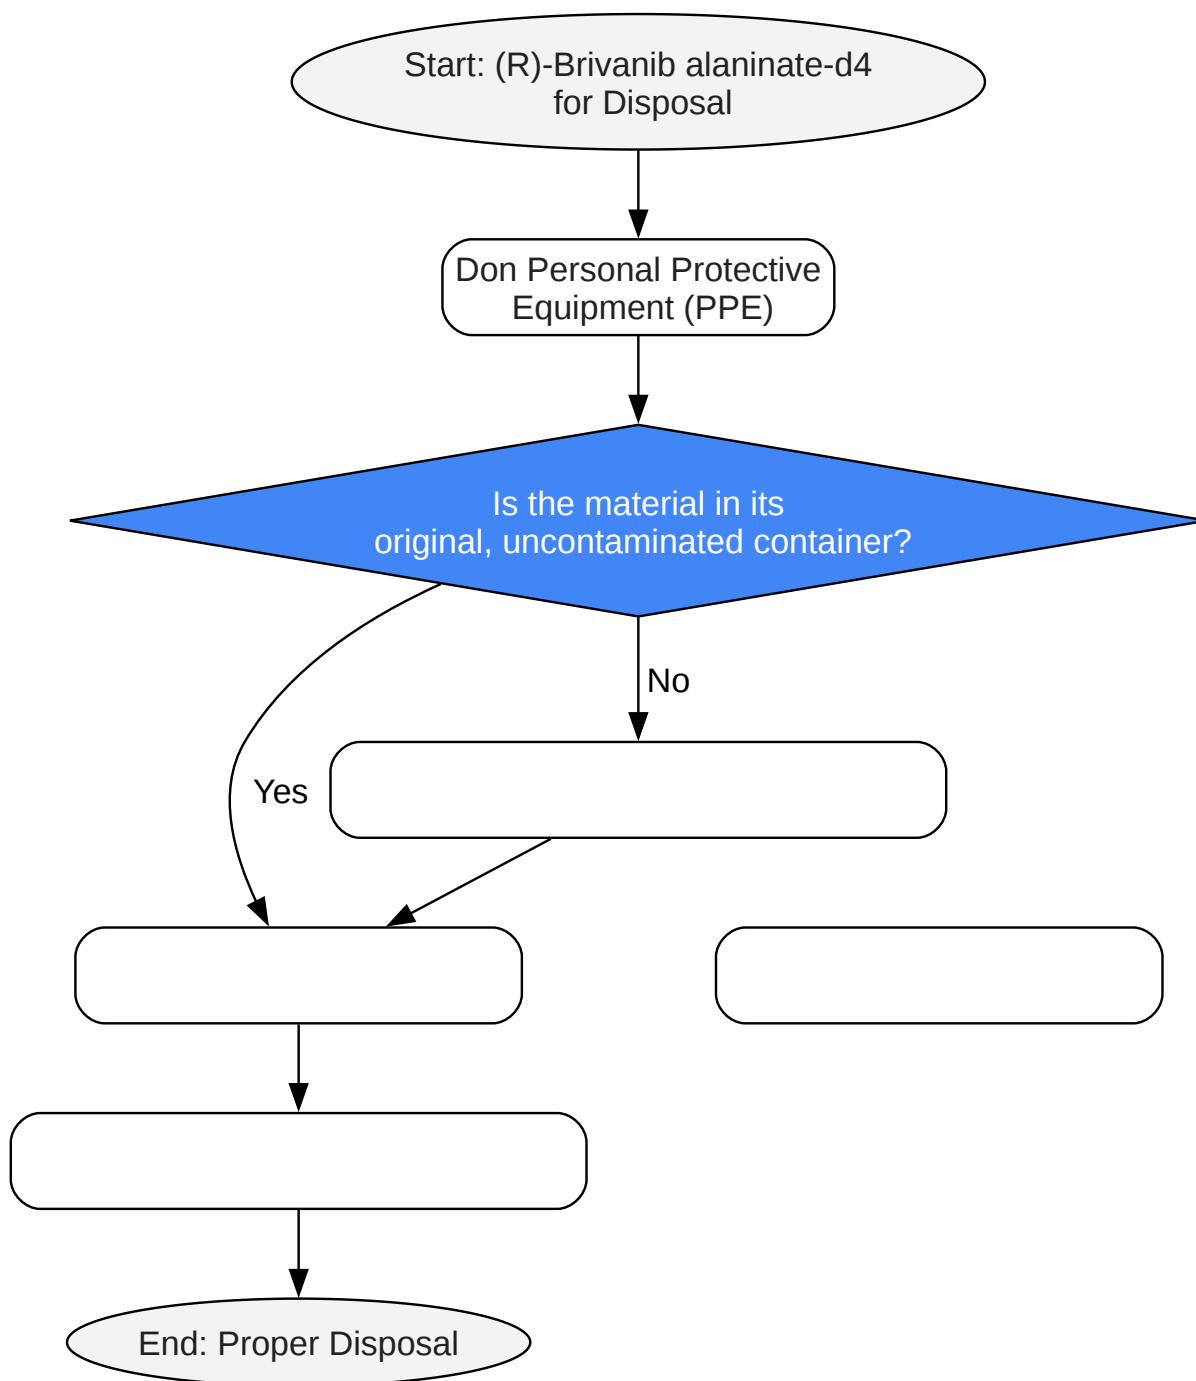 Start: (R)-Brivanib alaninate-d4
for Disposal
Don Personal Protective
Equipment (PPE)
Is the material in its
original, uncontaminated container?
No
Yes
End: Proper Disposal